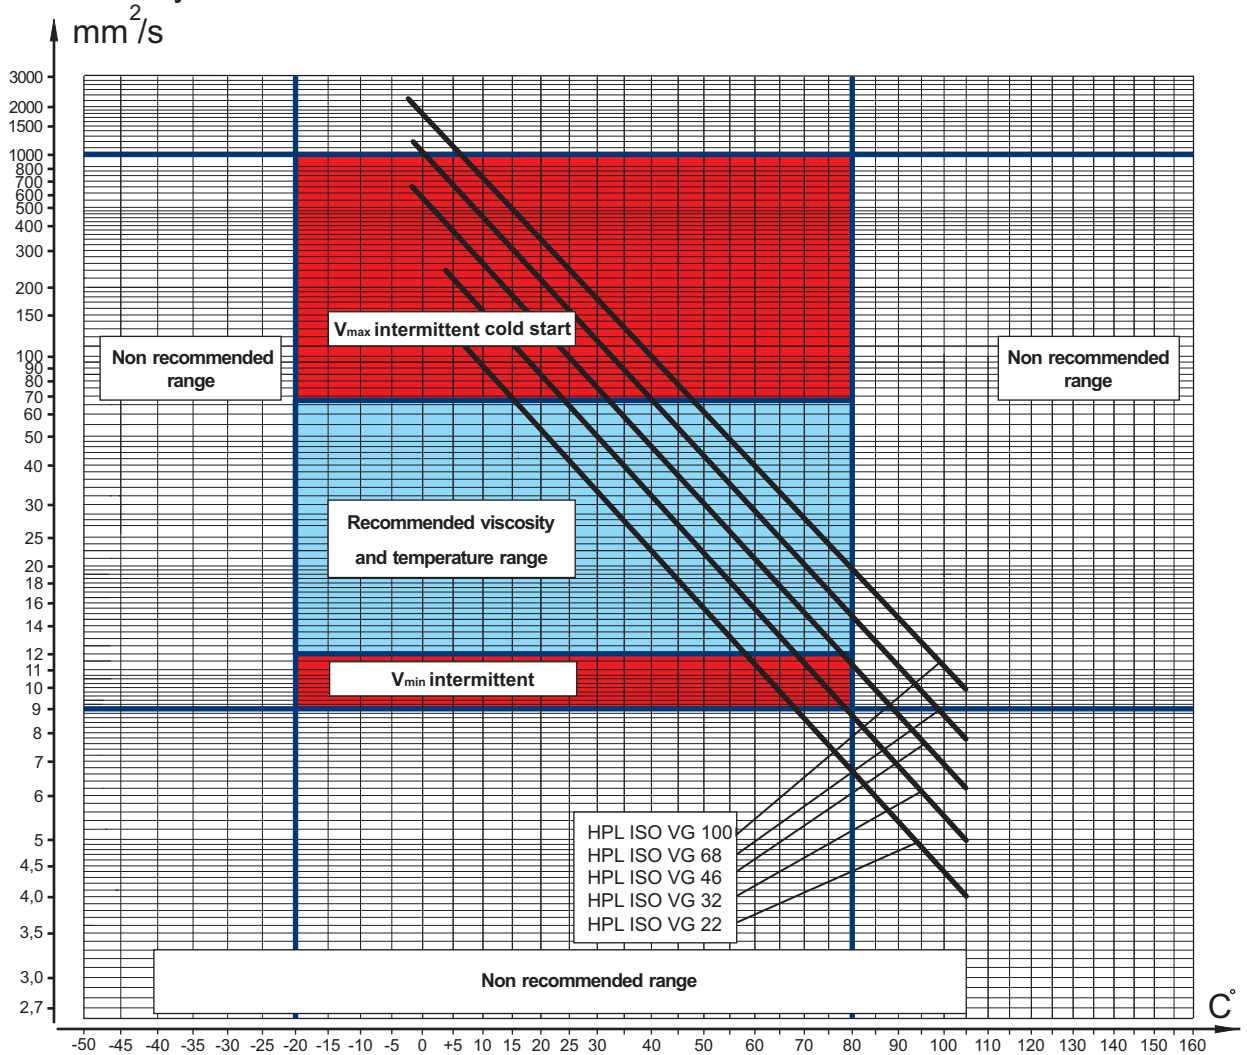 mm²/s
3000
2000
1500
1000
800
700
600
500
400
300
200
150
100
90
80
70
60
50
40
30
25
20
18
16
14
12
11
10
9
8
7
6
5
4,5
4,0
3,5
3,0
2,7
Vmax intermittent cold start
Non recommended
range
Non recommended
range
Recommended viscosity
and temperature range
Vmin intermittent
HPL ISO VG 100
HPL ISO VG 68
HPL ISO VG 46
HPL ISO VG 32
HPL ISO VG 22
Non recommended range
C°
-50 -45 -40 -35 -30 -25 -20 -15 -10 -5 0 +5 10 15 20 25 30 40 50 60 70 80 90 100 110 120 130 140 150 160